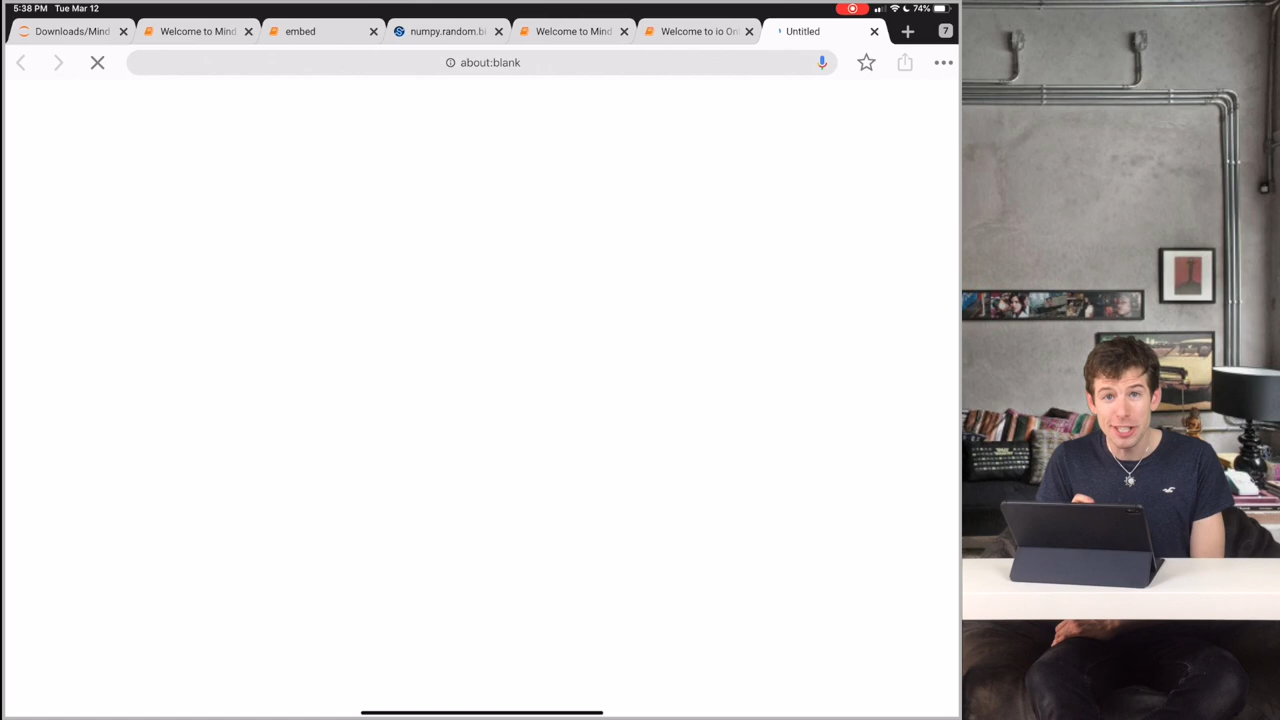 5:38 PM Tue Mar 12 74%
Downloads/Mind Welcome to Mind embed numpy.random.bi Welcome to Mind Welcome to io Onl Untitled 7
about:blank